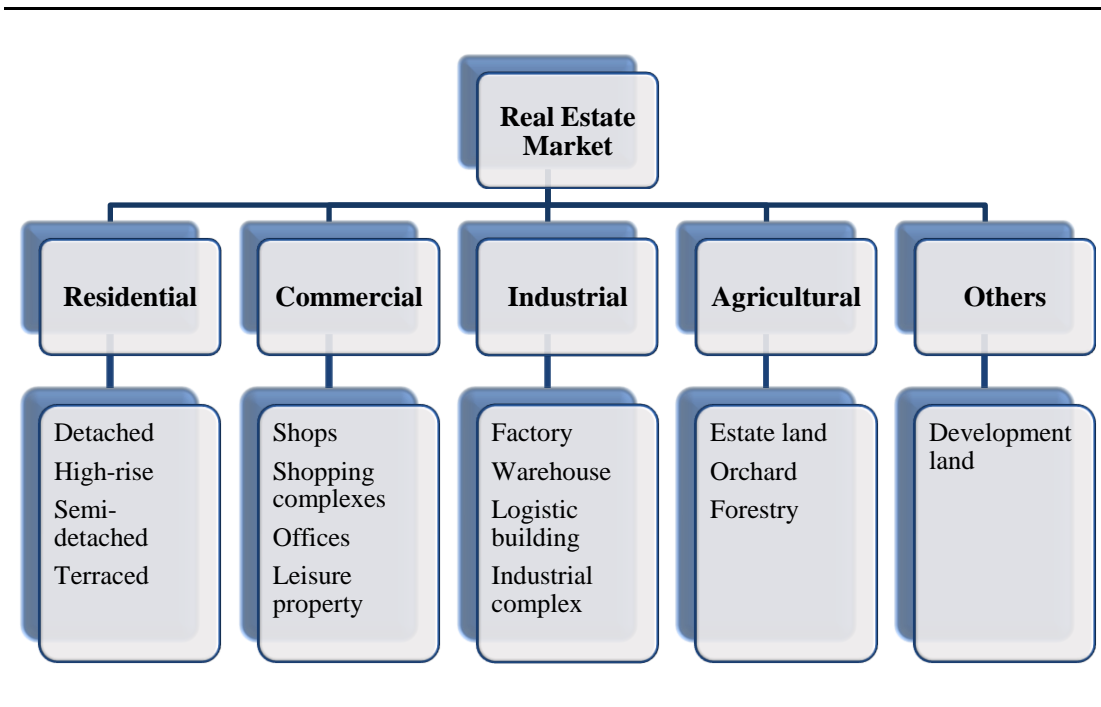 Real Estate
Market
Residential
Commercial
Industrial
Agricultural
Others
Detached
High-rise
Semi-
detached
Terraced
Shops
Shopping
complexes
Offices
Leisure
property
Factory
Warehouse
Logistic
building
Industrial
complex
Estate land
Orchard
Forestry
Development
land